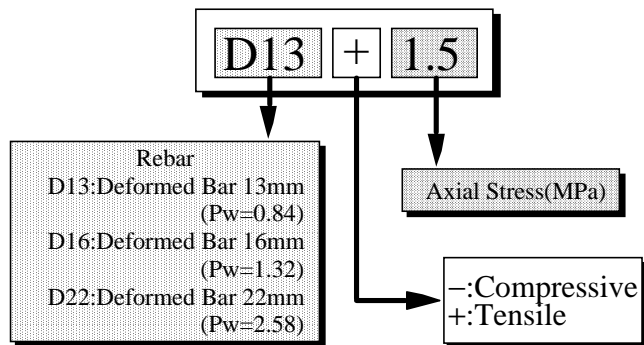 D13 + 1.5
Rebar
D13:Deformed Bar 13mm
(Pw=0.84)
D16:Deformed Bar 16mm
(Pw=1.32)
D22:Deformed Bar 22mm
(Pw=2.58)
Axial Stress(MPa)
−:Compressive
+:Tensile